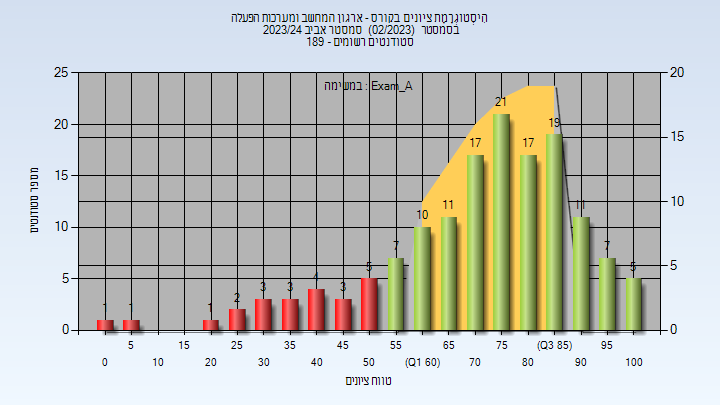 היסטוגרמת ציונים בקורס - ארגון המחשב ומערכות הפעלה
בסמסטר (02/2023) סמסטר אביב 2023/24
סטודנטים רשומים - 189
במשימה : Exam_A
25
20
15
10
5
0
20
15
10
5
0
מספר סטודנטים
1 1 1 2 3 3 4 3 5 7 10 11 17 21 17 19 11 7 5
5 15 25 35 45 55 65 75 (Q3 85) 95
0 10 20 30 40 50 (Q1 60) 70 80 90 100
טווח ציונים